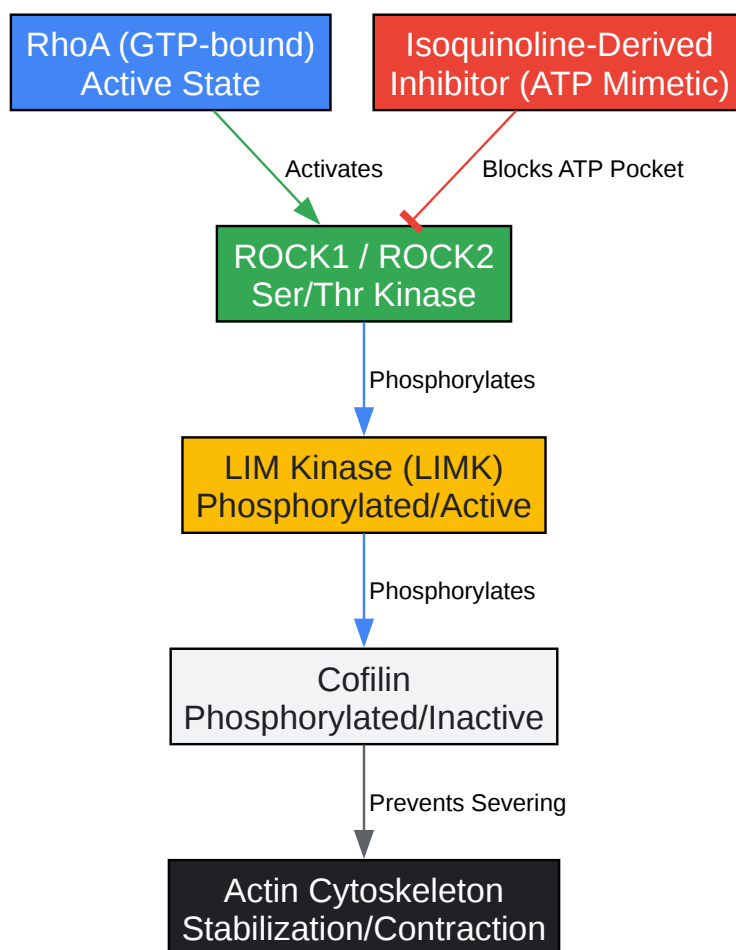 RhoA (GTP-bound)
Active State
Isoquinoline-Derived
Inhibitor (ATP Mimetic)
Activates
Blocks ATP Pocket
ROCK1 / ROCK2
Ser/Thr Kinase
Phosphorylates
LIM Kinase (LIMK)
Phosphorylated/Active
Phosphorylates
Cofilin
Phosphorylated/Inactive
Prevents Severing
Actin Cytoskeleton
Stabilization/Contraction